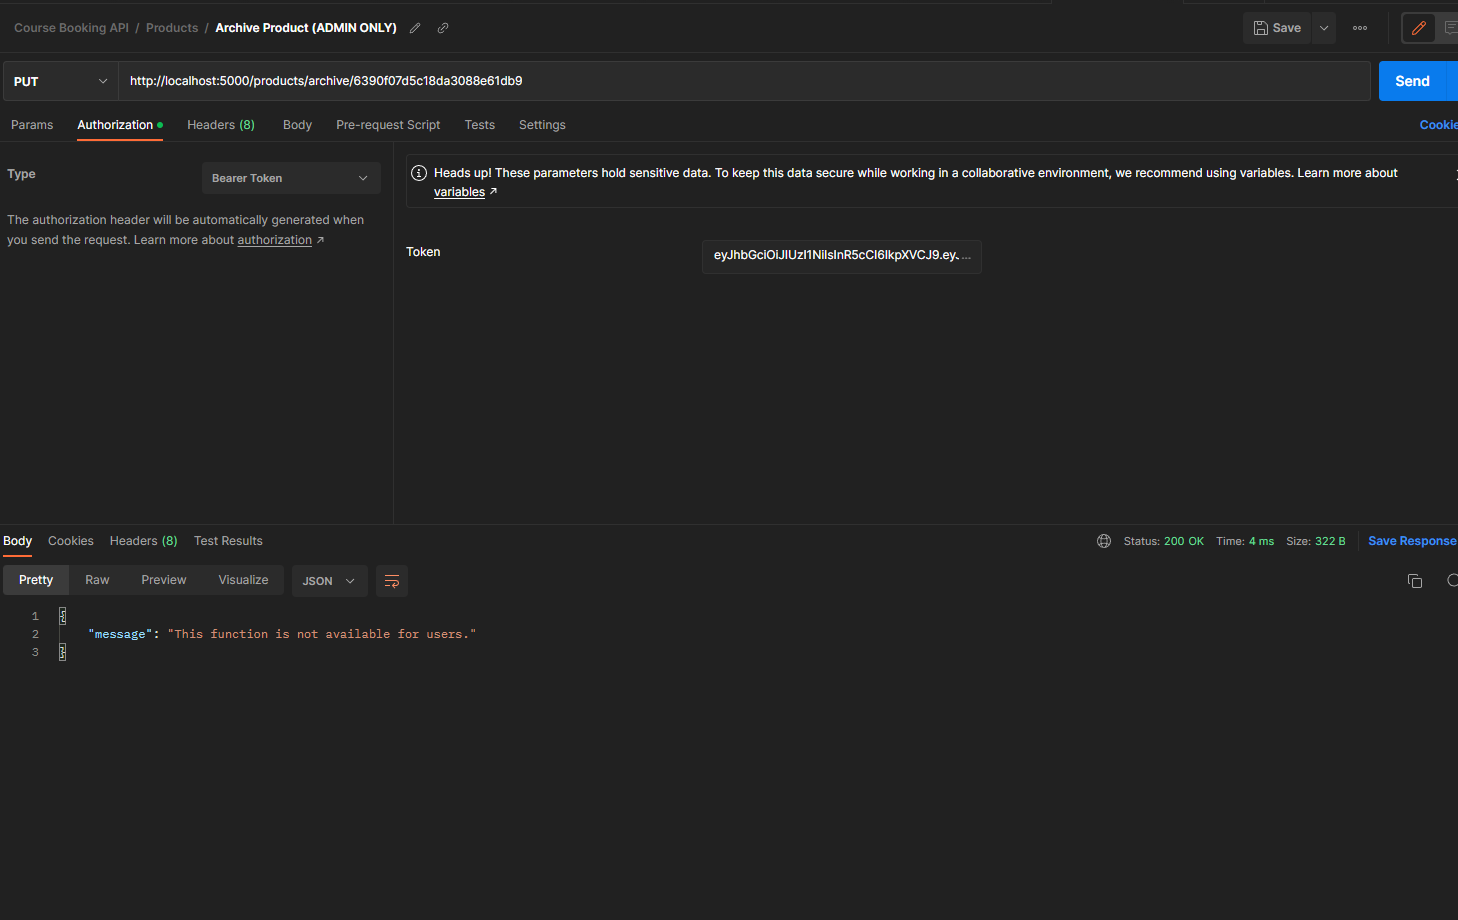 Course Booking API / Products / Archive Product (ADMIN ONLY)
Save
PUT
http://localhost:5000/products/archive/6390f07d5c18da3088e61db9
Send
Params Authorization Headers (8) Body Pre-request Script Tests Settings
Cookie
Type
Bearer Token
The authorization header will be automatically generated when
you send the request. Learn more about authorization ↗
Heads up! These parameters hold sensitive data. To keep this data secure while working in a collaborative environment, we recommend using variables. Learn more about
variables ↗
Token
eyJhbGciOiJIUzI1NiIsInR5cCI6IkpXVCJ9.ey. ...
Body Cookies Headers (8) Test Results
Status: 200 OK Time: 4 ms Size: 322 B
Save Response
Pretty Raw Preview Visualize JSON
1 {
2 "message": "This function is not available for users."
3 }